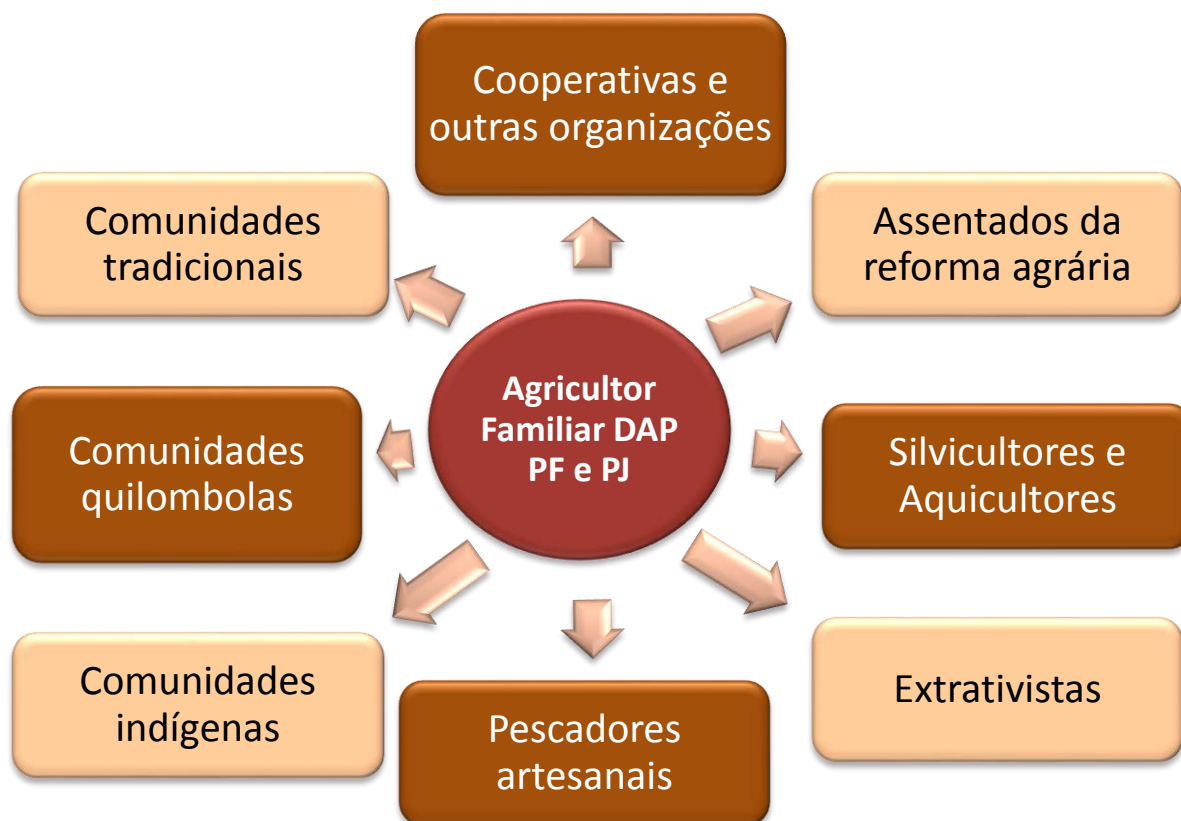 Cooperativas e
outras organizações
Comunidades
tradicionais
Assentados da
reforma agrária
Agricultor
Familiar DAP
PF e PJ
Comunidades
quilombolas
Silvicultores e
Aquicultores
Comunidades
indígenas
Pescadores
artesanais
Extrativistas